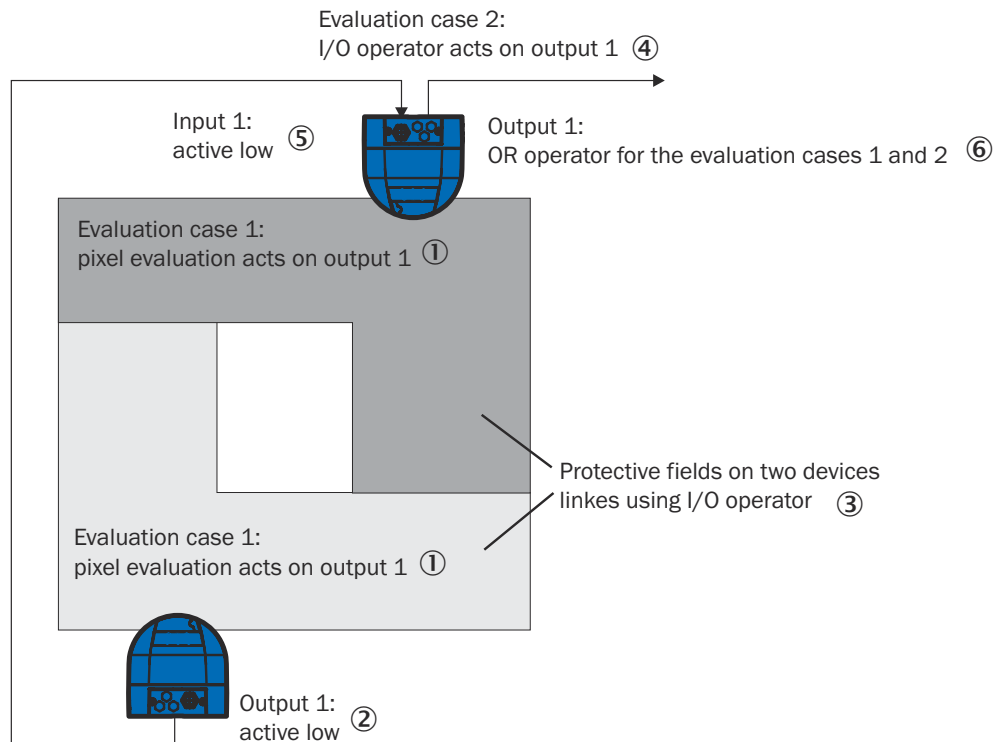 Evaluation case 2:
I/O operator acts on output 1 ④
Input 1:
active low ⑤
Output 1:
OR operator for the evaluation cases 1 and 2 ⑥
Evaluation case 1:
pixel evaluation acts on output 1 ①
Protective fields on two devices
linkes using I/O operator ③
Evaluation case 1:
pixel evaluation acts on output 1 ①
Output 1:
active low ②